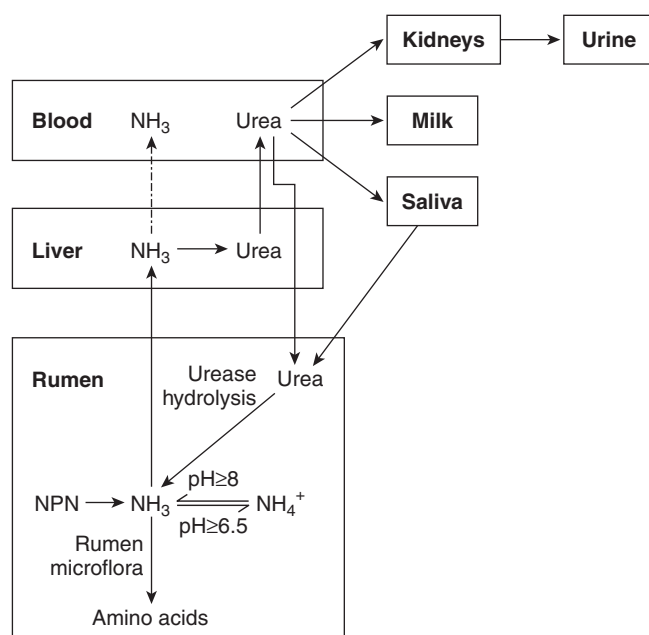 Kidneys
Urine
Blood
NH₃
Urea
Milk
Saliva
Liver
NH₃
Urea
Rumen
Urease
hydrolysis
Urea
NPN
NH₃
pH≥8
pH≥6.5
NH₄⁺
Rumen
microflora
Amino acids